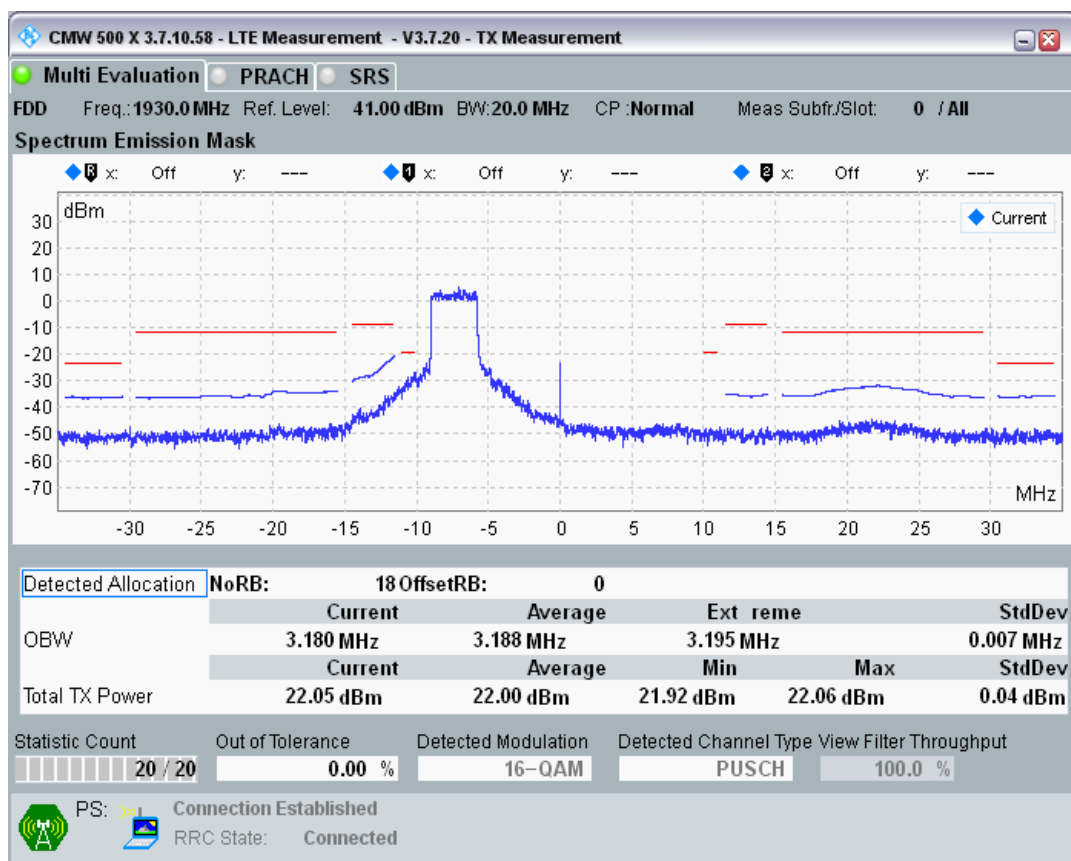 CMW 500 X 3.7.10.58 - LTE Measurement - V3.7.20 - TX Measurement
Multi Evaluation PRACH SRS
FDD Freq.: 1930.0 MHz Ref. Level: 41.00 dBm BW: 20.0 MHz CP : Normal Meas Subfr./Slot: 0 / All
Spectrum Emission Mask
R x: Off y: --- 1 x: Off y: --- 2 x: Off y: ---
dBm
Current
30
20
10
0
-10
-20
-30
-40
-50
-60
-70
MHz
-30 -25 -20 -15 -10 -5 0 5 10 15 20 25 30
Detected Allocation NoRB: 18 OffsetRB: 0
Current Average Ext reme StdDev
OBW 3.180 MHz 3.188 MHz 3.195 MHz 0.007 MHz
Current Average Min Max StdDev
Total TX Power 22.05 dBm 22.00 dBm 21.92 dBm 22.06 dBm 0.04 dBm
Statistic Count Out of Tolerance Detected Modulation Detected Channel Type View Filter Throughput
20 / 20 0.00 % 16-QAM PUSCH 100.0 %
PS: Connection Established
RRC State: Connected